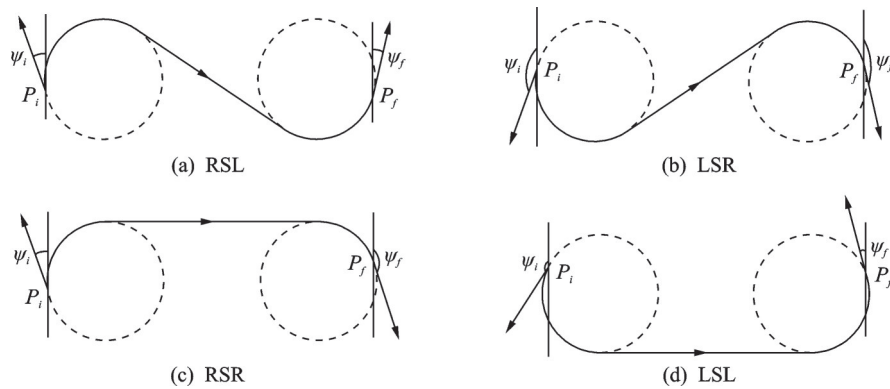 ψi
Pi
ψf
Pf
(a) RSL
ψi
Pi
ψf
Pf
(b) LSR
ψi
Pi
ψf
Pf
(c) RSR
ψi
Pi
ψf
Pf
(d) LSL